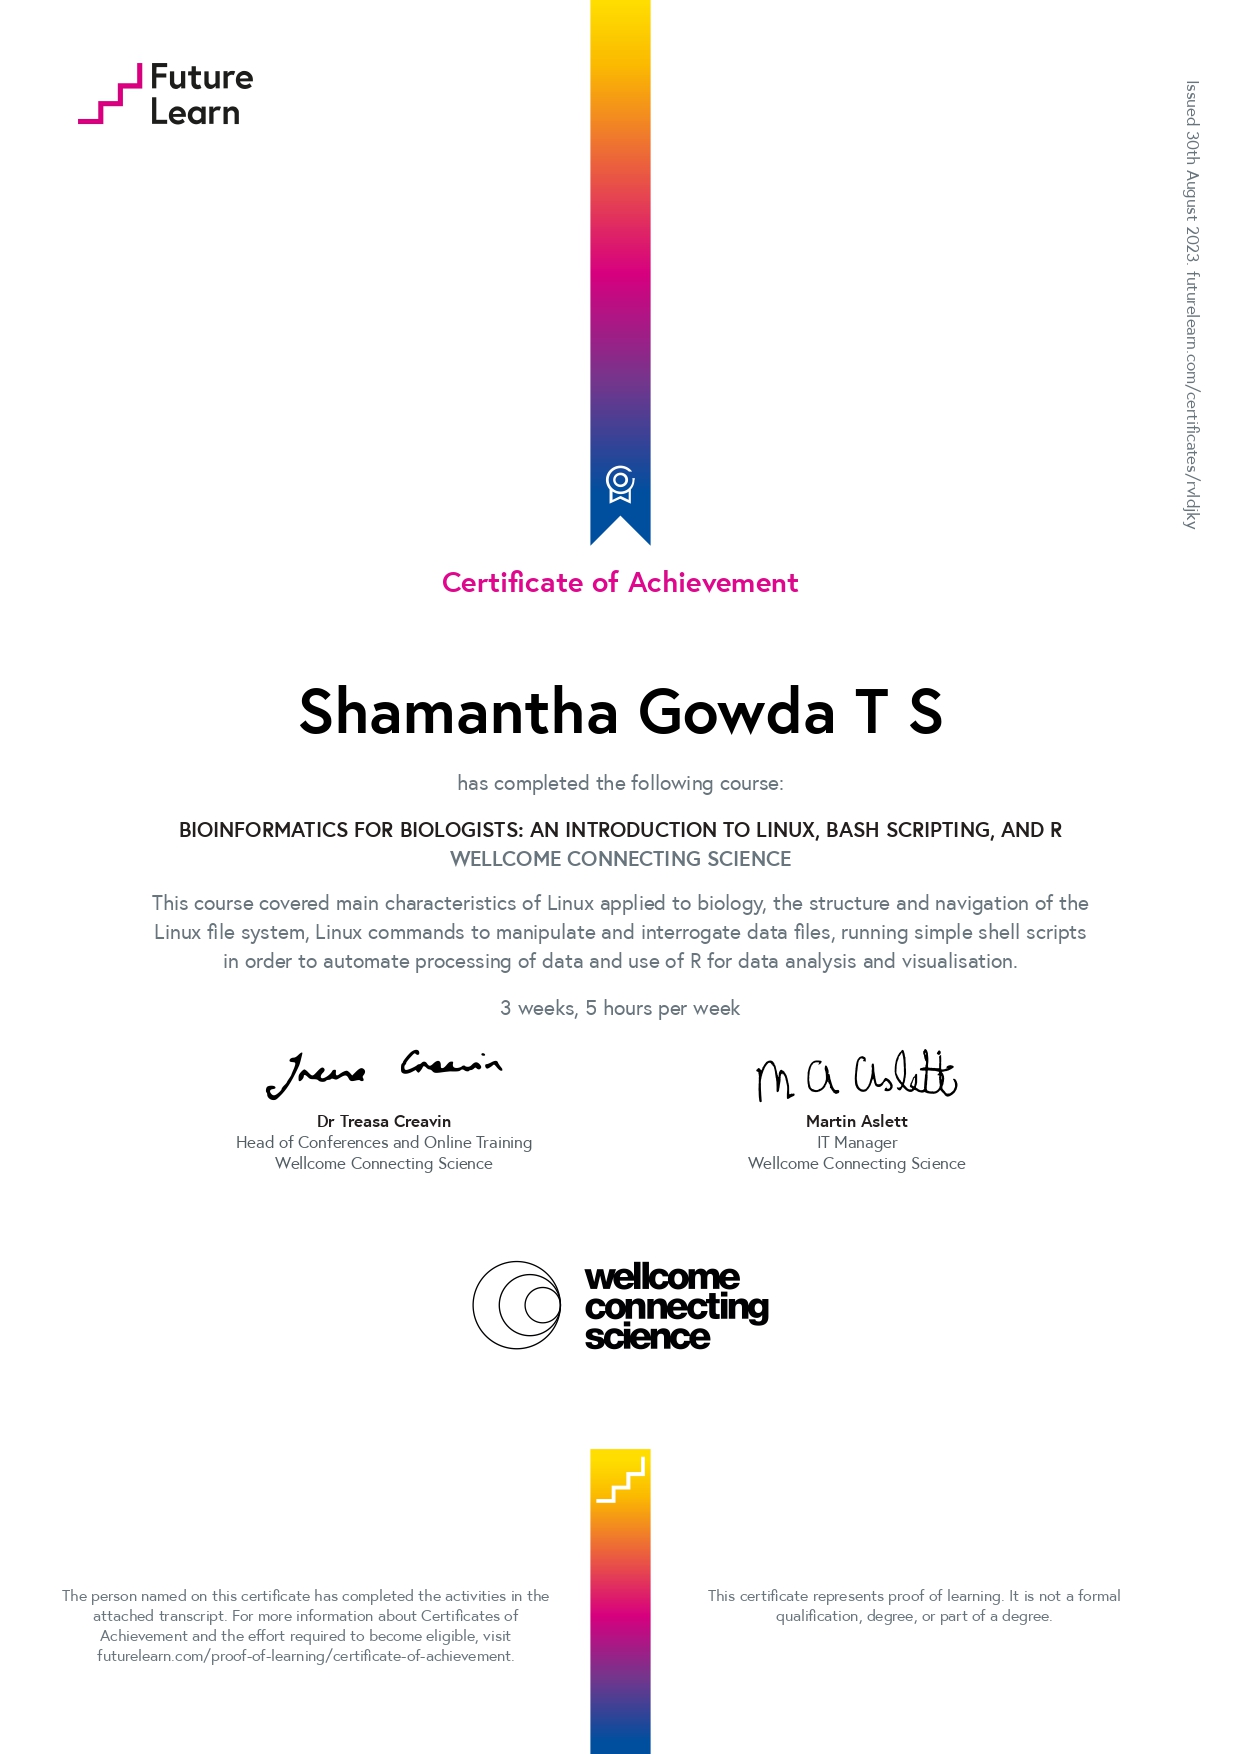 Future
Learn
Issued 30th August 2023. futurelearn.com/certificates/rvldjky
Certificate of Achievement
Shamantha Gowda T S
has completed the following course:
BIOINFORMATICS FOR BIOLOGISTS: AN INTRODUCTION TO LINUX, BASH SCRIPTING, AND R
WELLCOME CONNECTING SCIENCE
This course covered main characteristics of Linux applied to biology, the structure and navigation of the
Linux file system, Linux commands to manipulate and interrogate data files, running simple shell scripts
in order to automate processing of data and use of R for data analysis and visualisation.
3 weeks, 5 hours per week
Treasa Creavin
M A Aslett
Dr Treasa Creavin
Head of Conferences and Online Training
Wellcome Connecting Science
Martin Aslett
IT Manager
Wellcome Connecting Science
wellcome
connecting
science
The person named on this certificate has completed the activities in the
attached transcript. For more information about Certificates of
Achievement and the effort required to become eligible, visit
futurelearn.com/proof-of-learning/certificate-of-achievement.
This certificate represents proof of learning. It is not a formal
qualification, degree, or part of a degree.